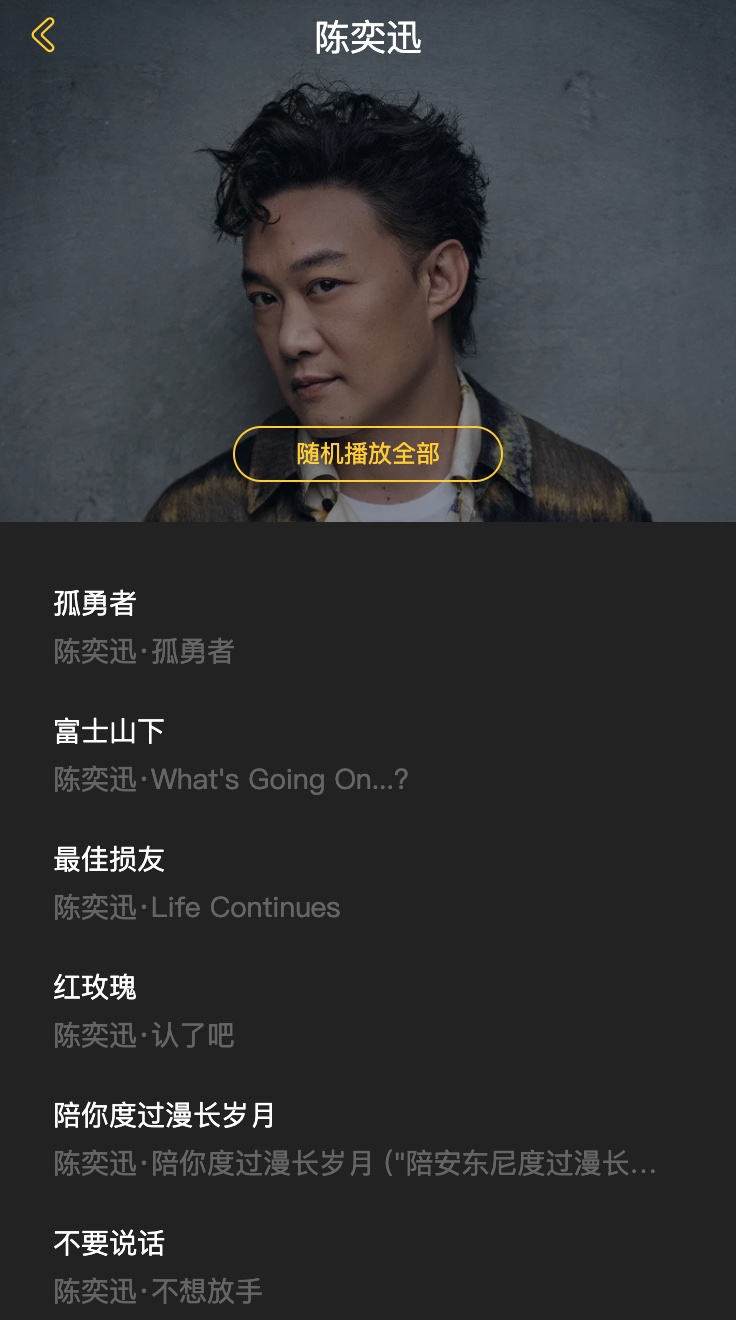 陈奕迅
随机播放全部
孤勇者
陈奕迅·孤勇者
富士山下
陈奕迅·What's Going On...?
最佳损友
陈奕迅·Life Continues
红玫瑰
陈奕迅·认了吧
陪你度过漫长岁月
陈奕迅·陪你度过漫长岁月 ("陪安东尼度过漫长...
不要说话
陈奕迅·不想放手